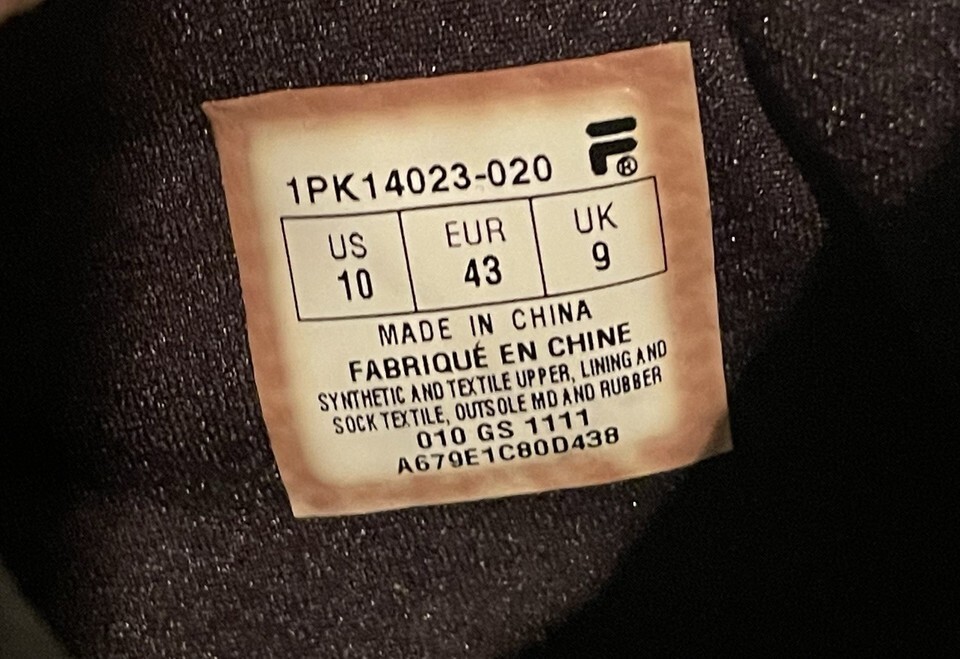 1PK14023-020
F®
US EUR UK
10 43 9
MADE IN CHINA
FABRIQUÉ EN CHINE
SYNTHETIC AND TEXTILE UPPER, LINING AND
SOCK TEXTILE, OUTSOLE MD AND RUBBER
010 GS 1111
A679E1C80D438